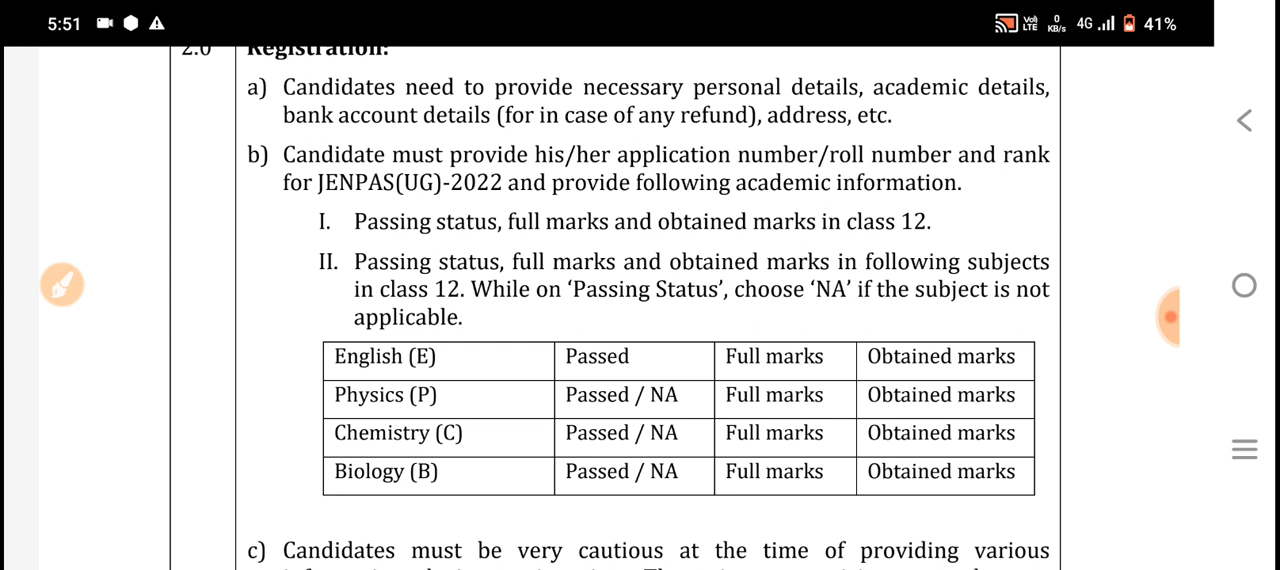 5:51
Vo)
LTE
0
KB/s
4G
41%
2.0 Registration:
a) Candidates need to provide necessary personal details, academic details,
bank account details (for in case of any refund), address, etc.
b) Candidate must provide his/her application number/roll number and rank
for JENPAS(UG)-2022 and provide following academic information.
I. Passing status, full marks and obtained marks in class 12.
II. Passing status, full marks and obtained marks in following subjects
in class 12. While on ‘Passing Status’, choose ‘NA’ if the subject is not
applicable.
English (E) Passed Full marks Obtained marks
Physics (P) Passed / NA Full marks Obtained marks
Chemistry (C) Passed / NA Full marks Obtained marks
Biology (B) Passed / NA Full marks Obtained marks
c) Candidates must be very cautious at the time of providing various